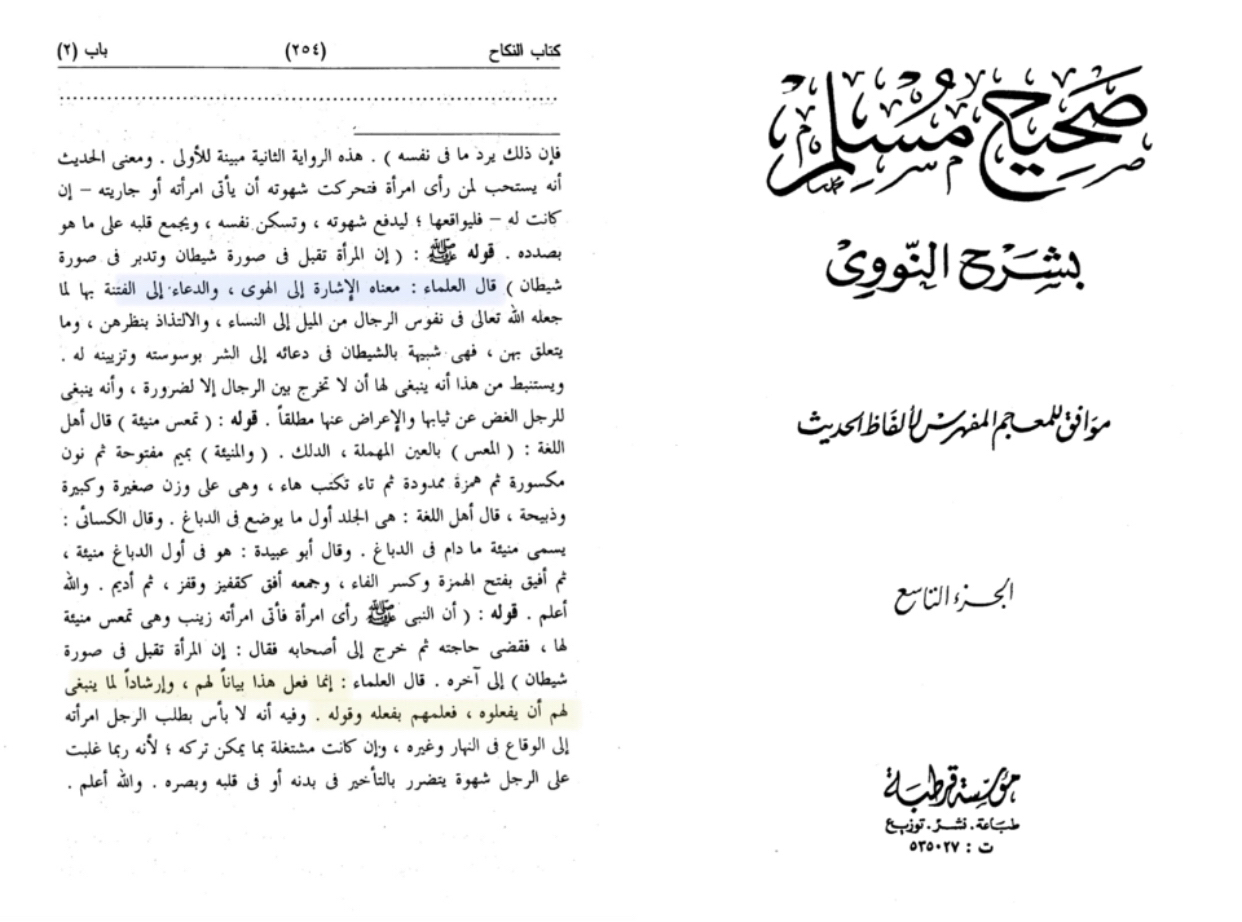 صَحِيحُ مُسْلِمْ
بشَرح النّوويْ
موَافق للمعجم المفهرس لألفَاظ الحديث
الجزء التاسع
مؤسّسة قرطبَة
طبَاعة . نشر . توزيع
ت : ٥٣٥٠٢٧
كتاب النكاح (٢٥٤) باب (٢)
فإن ذلك يرد ما فى نفسه ) . هذه الرواية الثانية مبينة للأولى . ومعنى الحديث
أنه يستحب لمن رأى امرأة فتحركت شهوته أن يأتى امرأته أو جاريته – إن
كانت له – فليواقعها ؛ ليدفع شهوته ، وتسكن نفسه ، ويجمع قلبه على ما هو
بصدده . قوله ﷺ : ( إن المرأة تقبل فى صورة شيطان وتدبر فى صورة
شيطان ) قال العلماء : معناه الإشارة إلى الهوى ، والدعاء إلى الفتنة بها لما
جعله الله تعالى فى نفوس الرجال من الميل إلى النساء ، والالتذاذ بنظرهن ، وما
يتعلق بهن ، فهى شبيهة بالشيطان فى دعائه إلى الشر بوسوسته وتزيينه له .
ويستنبط من هذا أنه ينبغى لها أن لا تخرج بين الرجال إلا لضرورة ، وأنه ينبغى
للرجل الغض عن ثيابها والإعراض عنها مطلقاً . قوله : ( تمعس منيئة ) قال أهل
اللغة : ( المعس ) بالعين المهملة ، الدلك . ( والمنيئة ) بميم مفتوحة ثم نون
مكسورة ثم همزة ممدودة ثم تاء تكتب هاء ، وهى على وزن صغيرة وكبيرة
وذبيحة ، قال أهل اللغة : هى الجلد أول ما يوضع فى الدباغ . وقال الكسائى :
يسمى منيئة ما دام فى الدباغ . وقال أبو عبيدة : هو فى أول الدباغ منيئة ،
ثم أفيق بفتح الهمزة وكسر الفاء ، وجمعه أفق كقفيز وقفز ، ثم أديم . والله
أعلم . قوله : ( أن النبى ﷺ رأى امرأة فأتى امرأته زينب وهى تمعس منيئة
لها ، فقضى حاجته ثم خرج إلى أصحابه فقال : إن المرأة تقبل فى صورة
شيطان ) إلى آخره . قال العلماء : إنما فعل هذا بياناً لهم ، وإرشاداً لما ينبغى
لهم أن يفعلوه ، فعلمهم بفعله وقوله . وفيه أنه لا بأس بطلب الرجل امرأته
إلى الوقاع فى النهار وغيره ، وإن كانت مشتغلة بما يمكن تركه ؛ لأنه ربما غلبت
على الرجل شهوة يتضرر بالتأخير فى بدنه أو فى قلبه وبصره . والله أعلم .